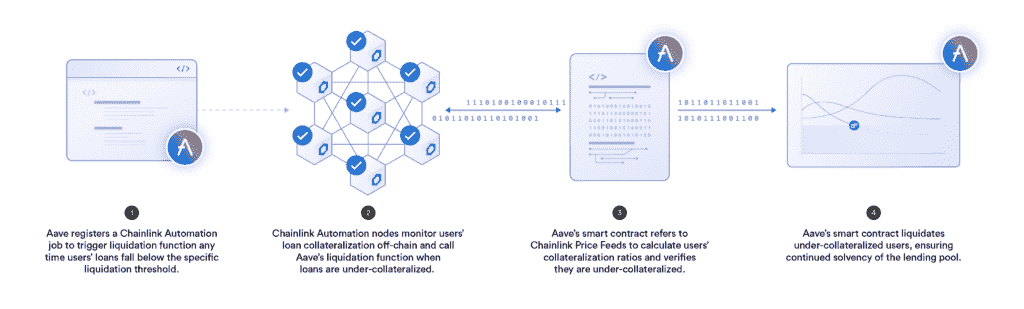 </>
</>
1110100100010111
01011010110101001
</>
1011011011001
1010111001100
1
Aave registers a Chainlink Automation
job to trigger liquidation function any
time users' loans fall below the specific
liquidation threshold.
2
Chainlink Automation nodes monitor users'
loan collateralization off-chain and call
Aave's liquidation function when
loans are under-collateralized.
3
Aave's smart contract refers to
Chainlink Price Feeds to calculate users'
collateralization ratios and verifies
they are under-collateralized.
4
Aave's smart contract liquidates
under-collateralized users, ensuring
continued solvency of the lending pool.